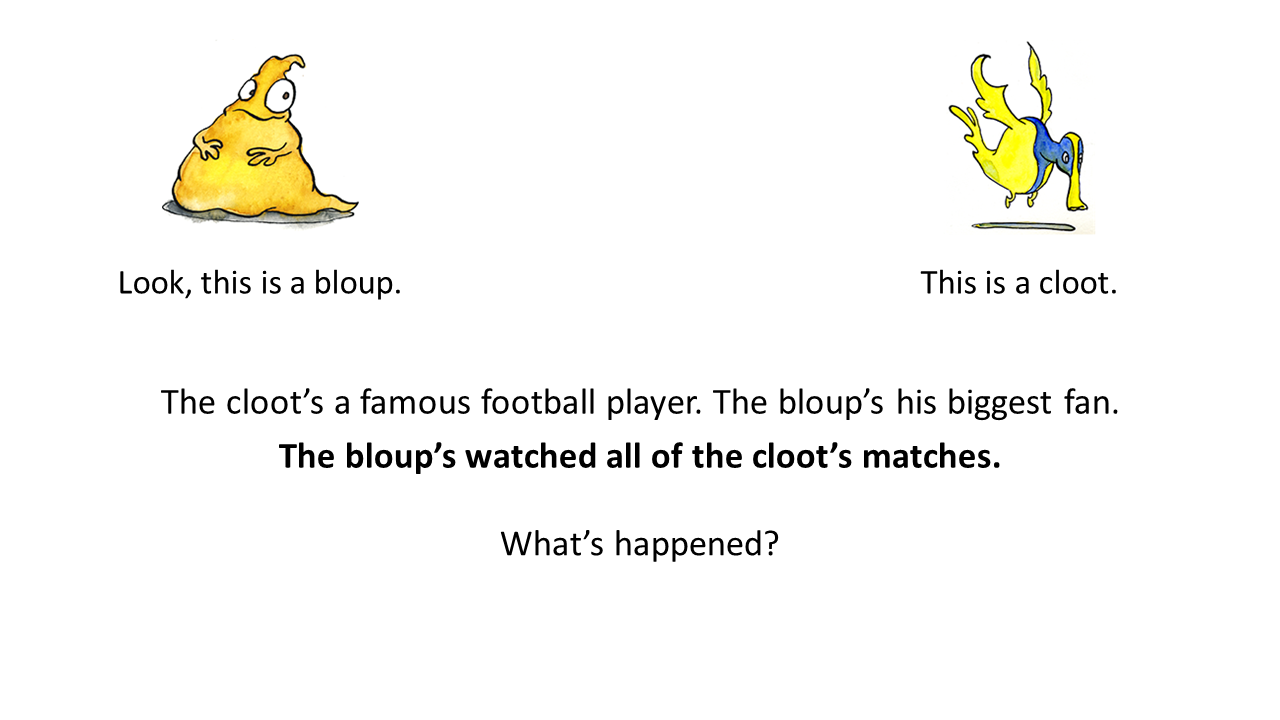 Look, this is a bloup.
This is a cloot.
The cloot’s a famous football player. The bloup’s his biggest fan.
The bloup’s watched all of the cloot’s matches.
What’s happened?